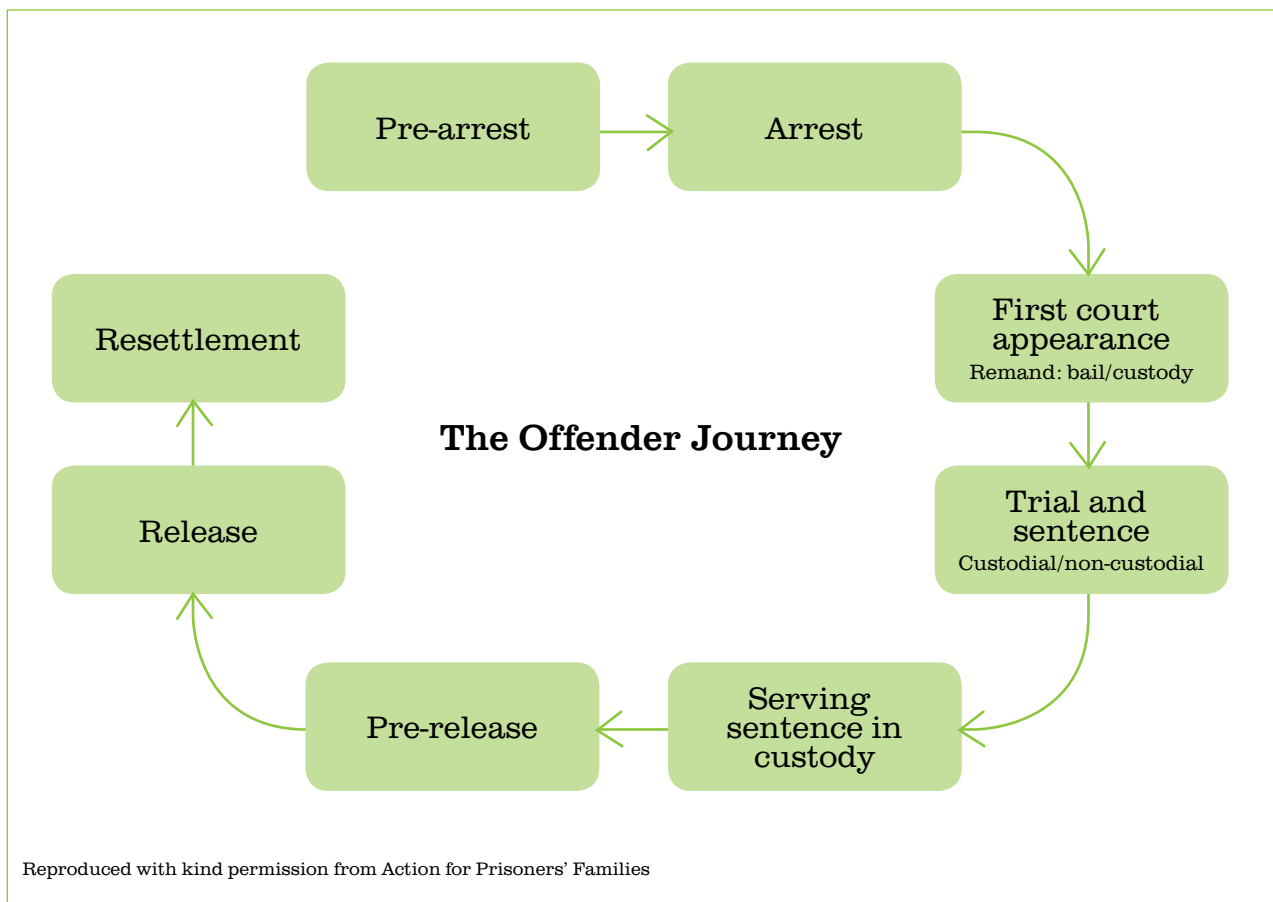 Pre-arrest
Arrest
First court
appearance
Remand: bail/custody
Resettlement
The Offender Journey
Trial and
sentence
Custodial/non-custodial
Release
Serving
sentence in
custody
Pre-release
Reproduced with kind permission from Action for Prisoners’ Families